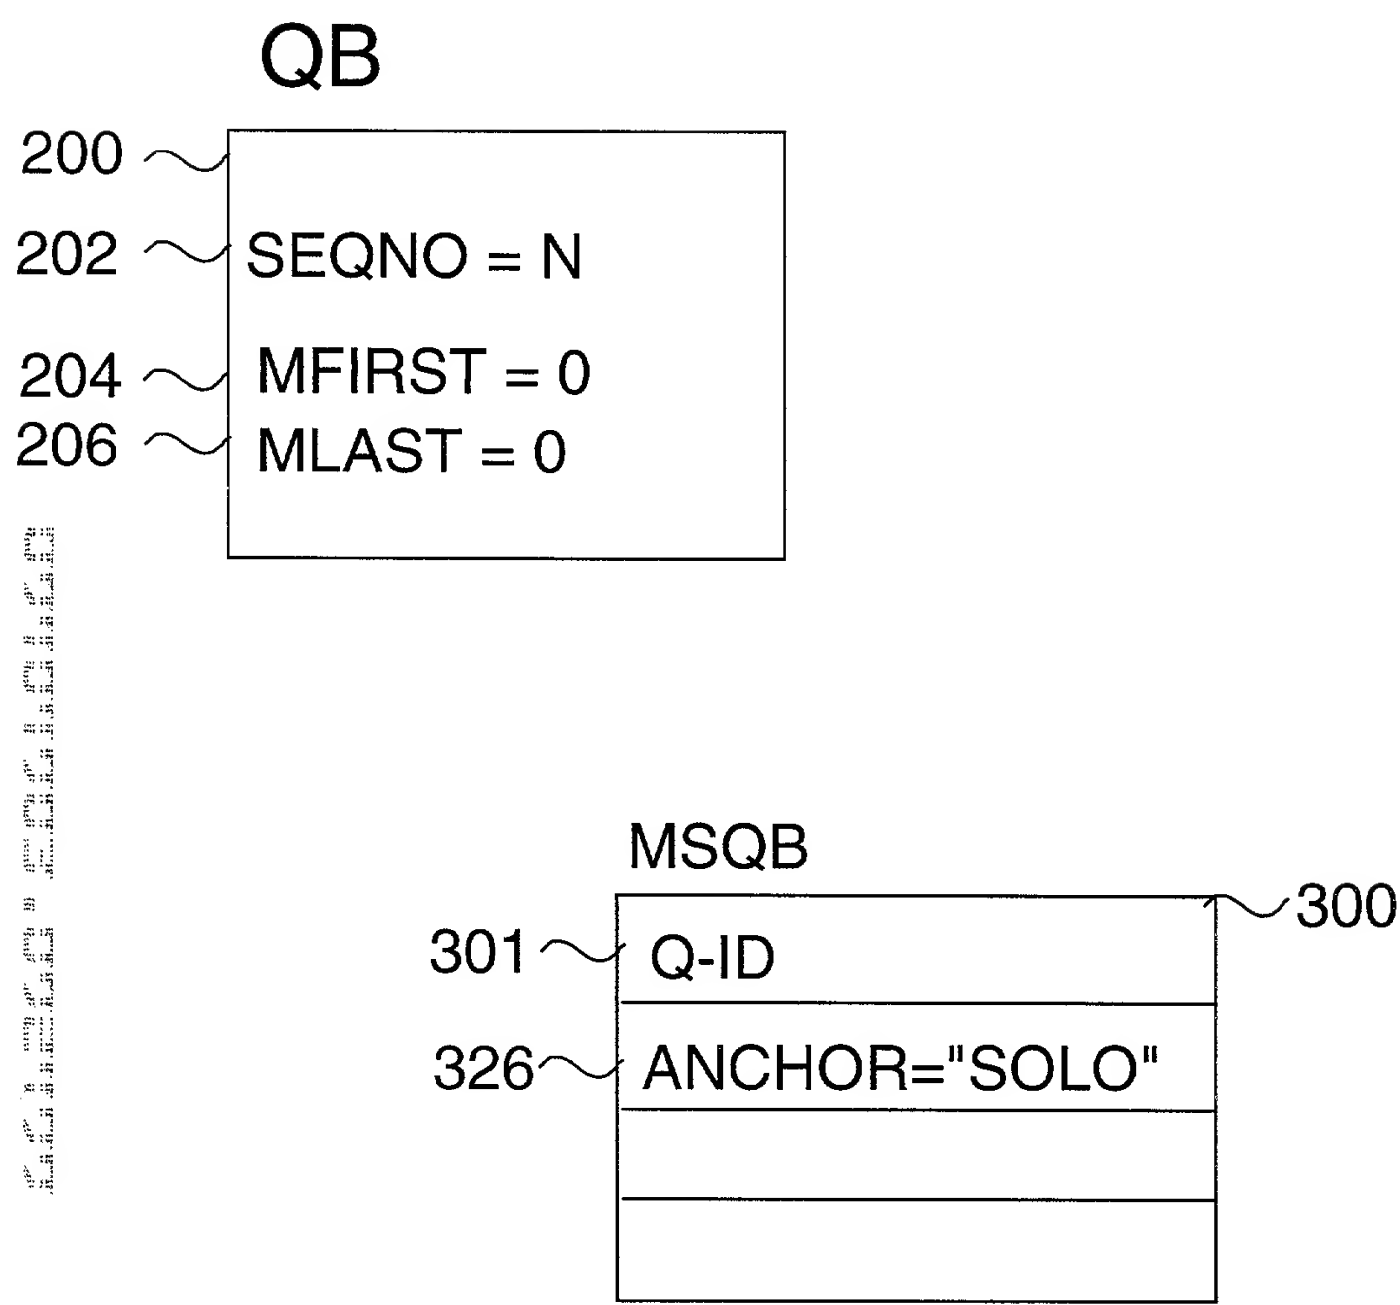 QB
200
202 SEQNO = N
204 MFIRST = 0
206 MLAST = 0
MSQB
300
301 Q-ID
326 ANCHOR="SOLO"